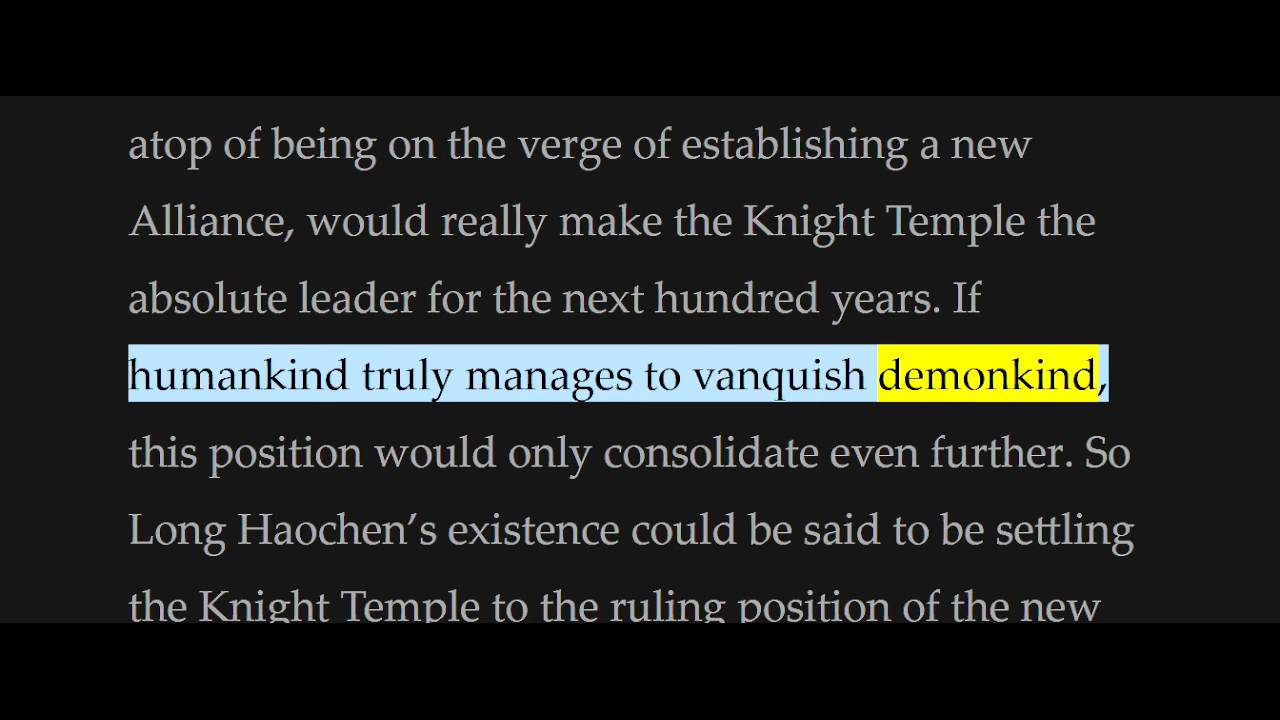 atop of being on the verge of establishing a new
Alliance, would really make the Knight Temple the
absolute leader for the next hundred years. If
humankind truly manages to vanquish demonkind,
this position would only consolidate even further. So
Long Haochen’s existence could be said to be settling
the Knight Temple to the ruling position of the new